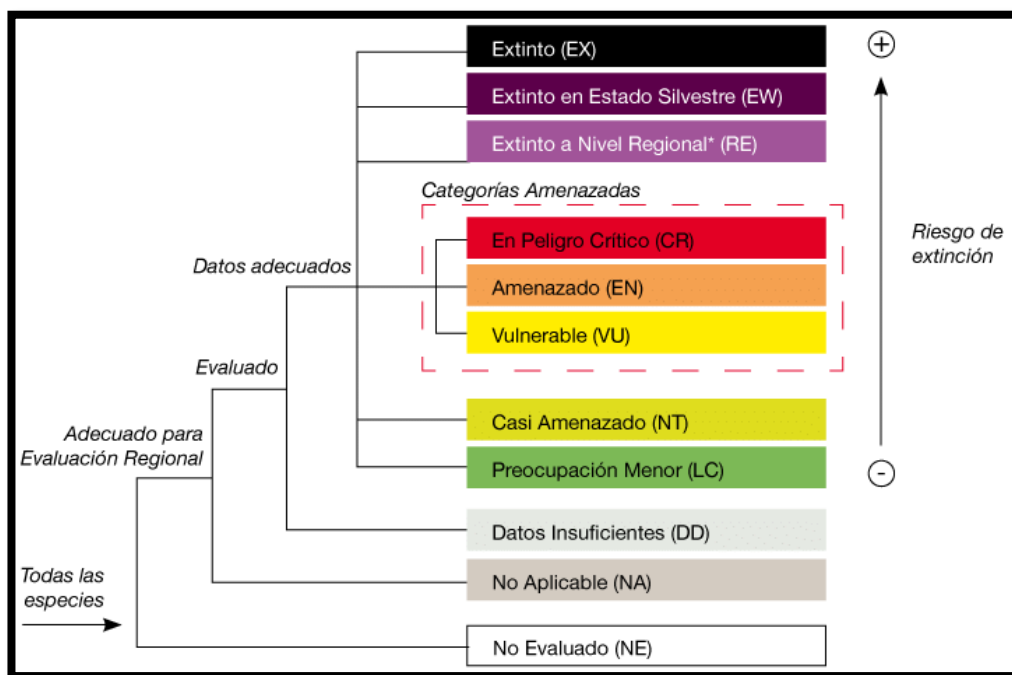 Extinto (EX)
+
Extinto en Estado Silvestre (EW)
Extinto a Nivel Regional* (RE)
Categorías Amenazadas
En Peligro Crítico (CR)
Riesgo de
extinción
Datos adecuados
Amenazado (EN)
Vulnerable (VU)
Evaluado
Casi Amenazado (NT)
Adecuado para
Evaluación Regional
Preocupación Menor (LC)
-
Datos Insuficientes (DD)
No Aplicable (NA)
Todas las
especies
No Evaluado (NE)